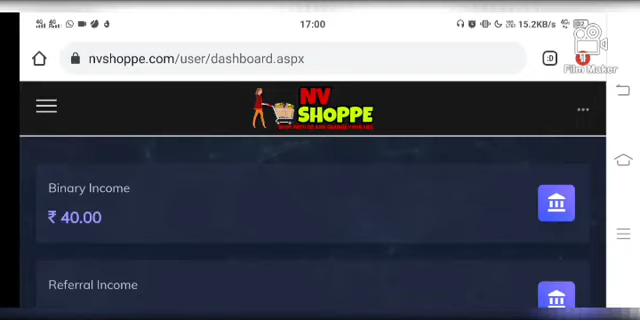 17:00
15.2KB/s
Film Maker
nvshoppe.com/user/dashboard.aspx
:D
NV
SHOPPE
Binary Income
₹ 40.00
Referral Income